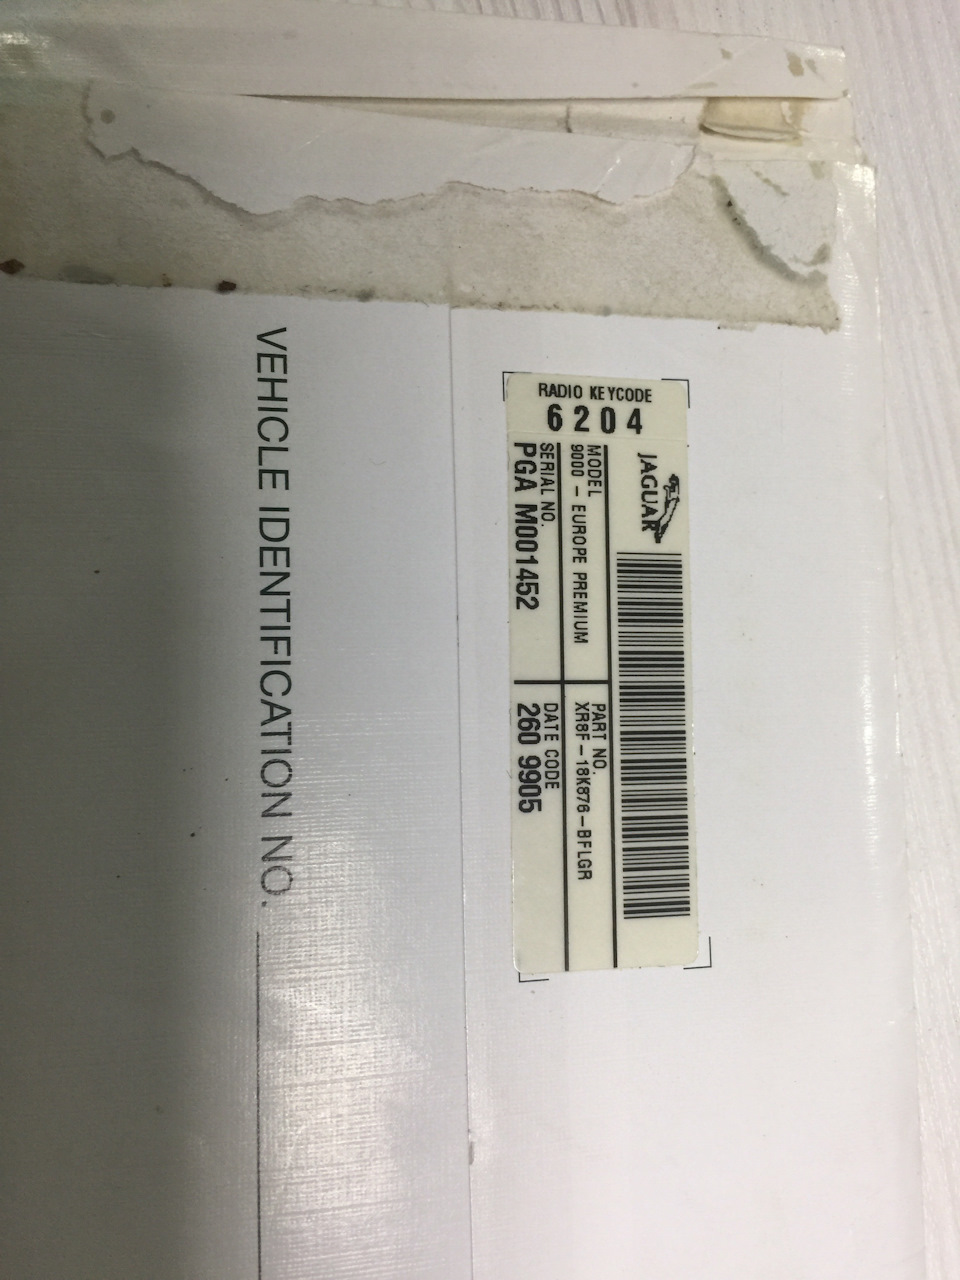 RADIO KEYCODE
6204
JAGUAR
MODEL
9000 - EUROPE PREMIUM
PART NO.
XR8F-18K876-BFLGR
SERIAL NO.
PGA M001452
DATE CODE
260 9905
VEHICLE IDENTIFICATION NO.